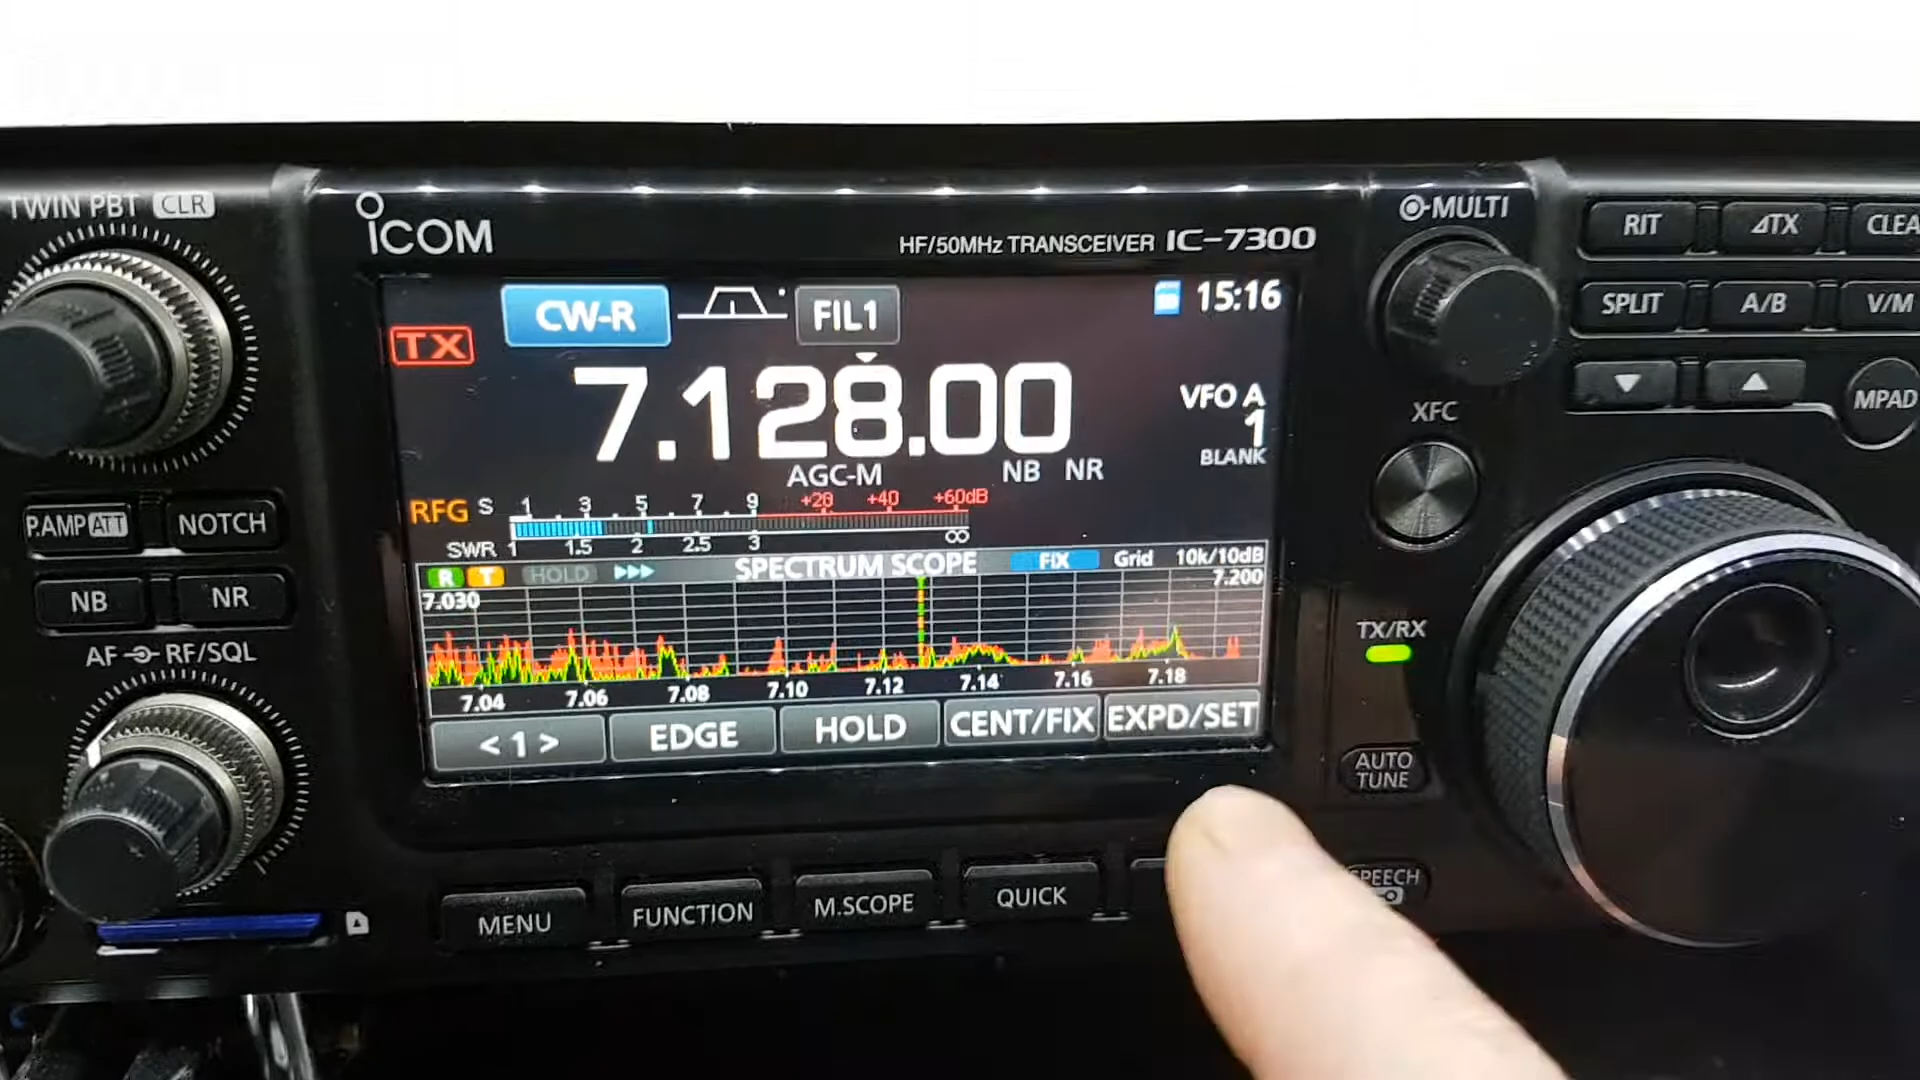 TWIN PBT CLR
ICOM
HF/50MHz TRANSCEIVER IC-7300
MULTI
RIT
ΔTX
CLEA
TX
CW-R
FIL1
15:16
SPLIT
A/B
V/M
7.128.00
VFO A
1
BLANK
AGC-M
NB
NR
XFC
MPAD
P.AMP ATT
NOTCH
RFG
S 1 3 5 7 9 +20 +40 +60dB
SWR 1 1.5 2 2.5 3 ∞
R T HOLD SPECTRUM SCOPE FIX Grid 10k/10dB
7.030
7.200
NB
NR
AF RF/SQL
TX/RX
7.04 7.06 7.08 7.10 7.12 7.14 7.16 7.18
< 1 > EDGE HOLD CENT/FIX EXPD/SET
AUTO
TUNE
SPEECH
MENU
FUNCTION
M.SCOPE
QUICK